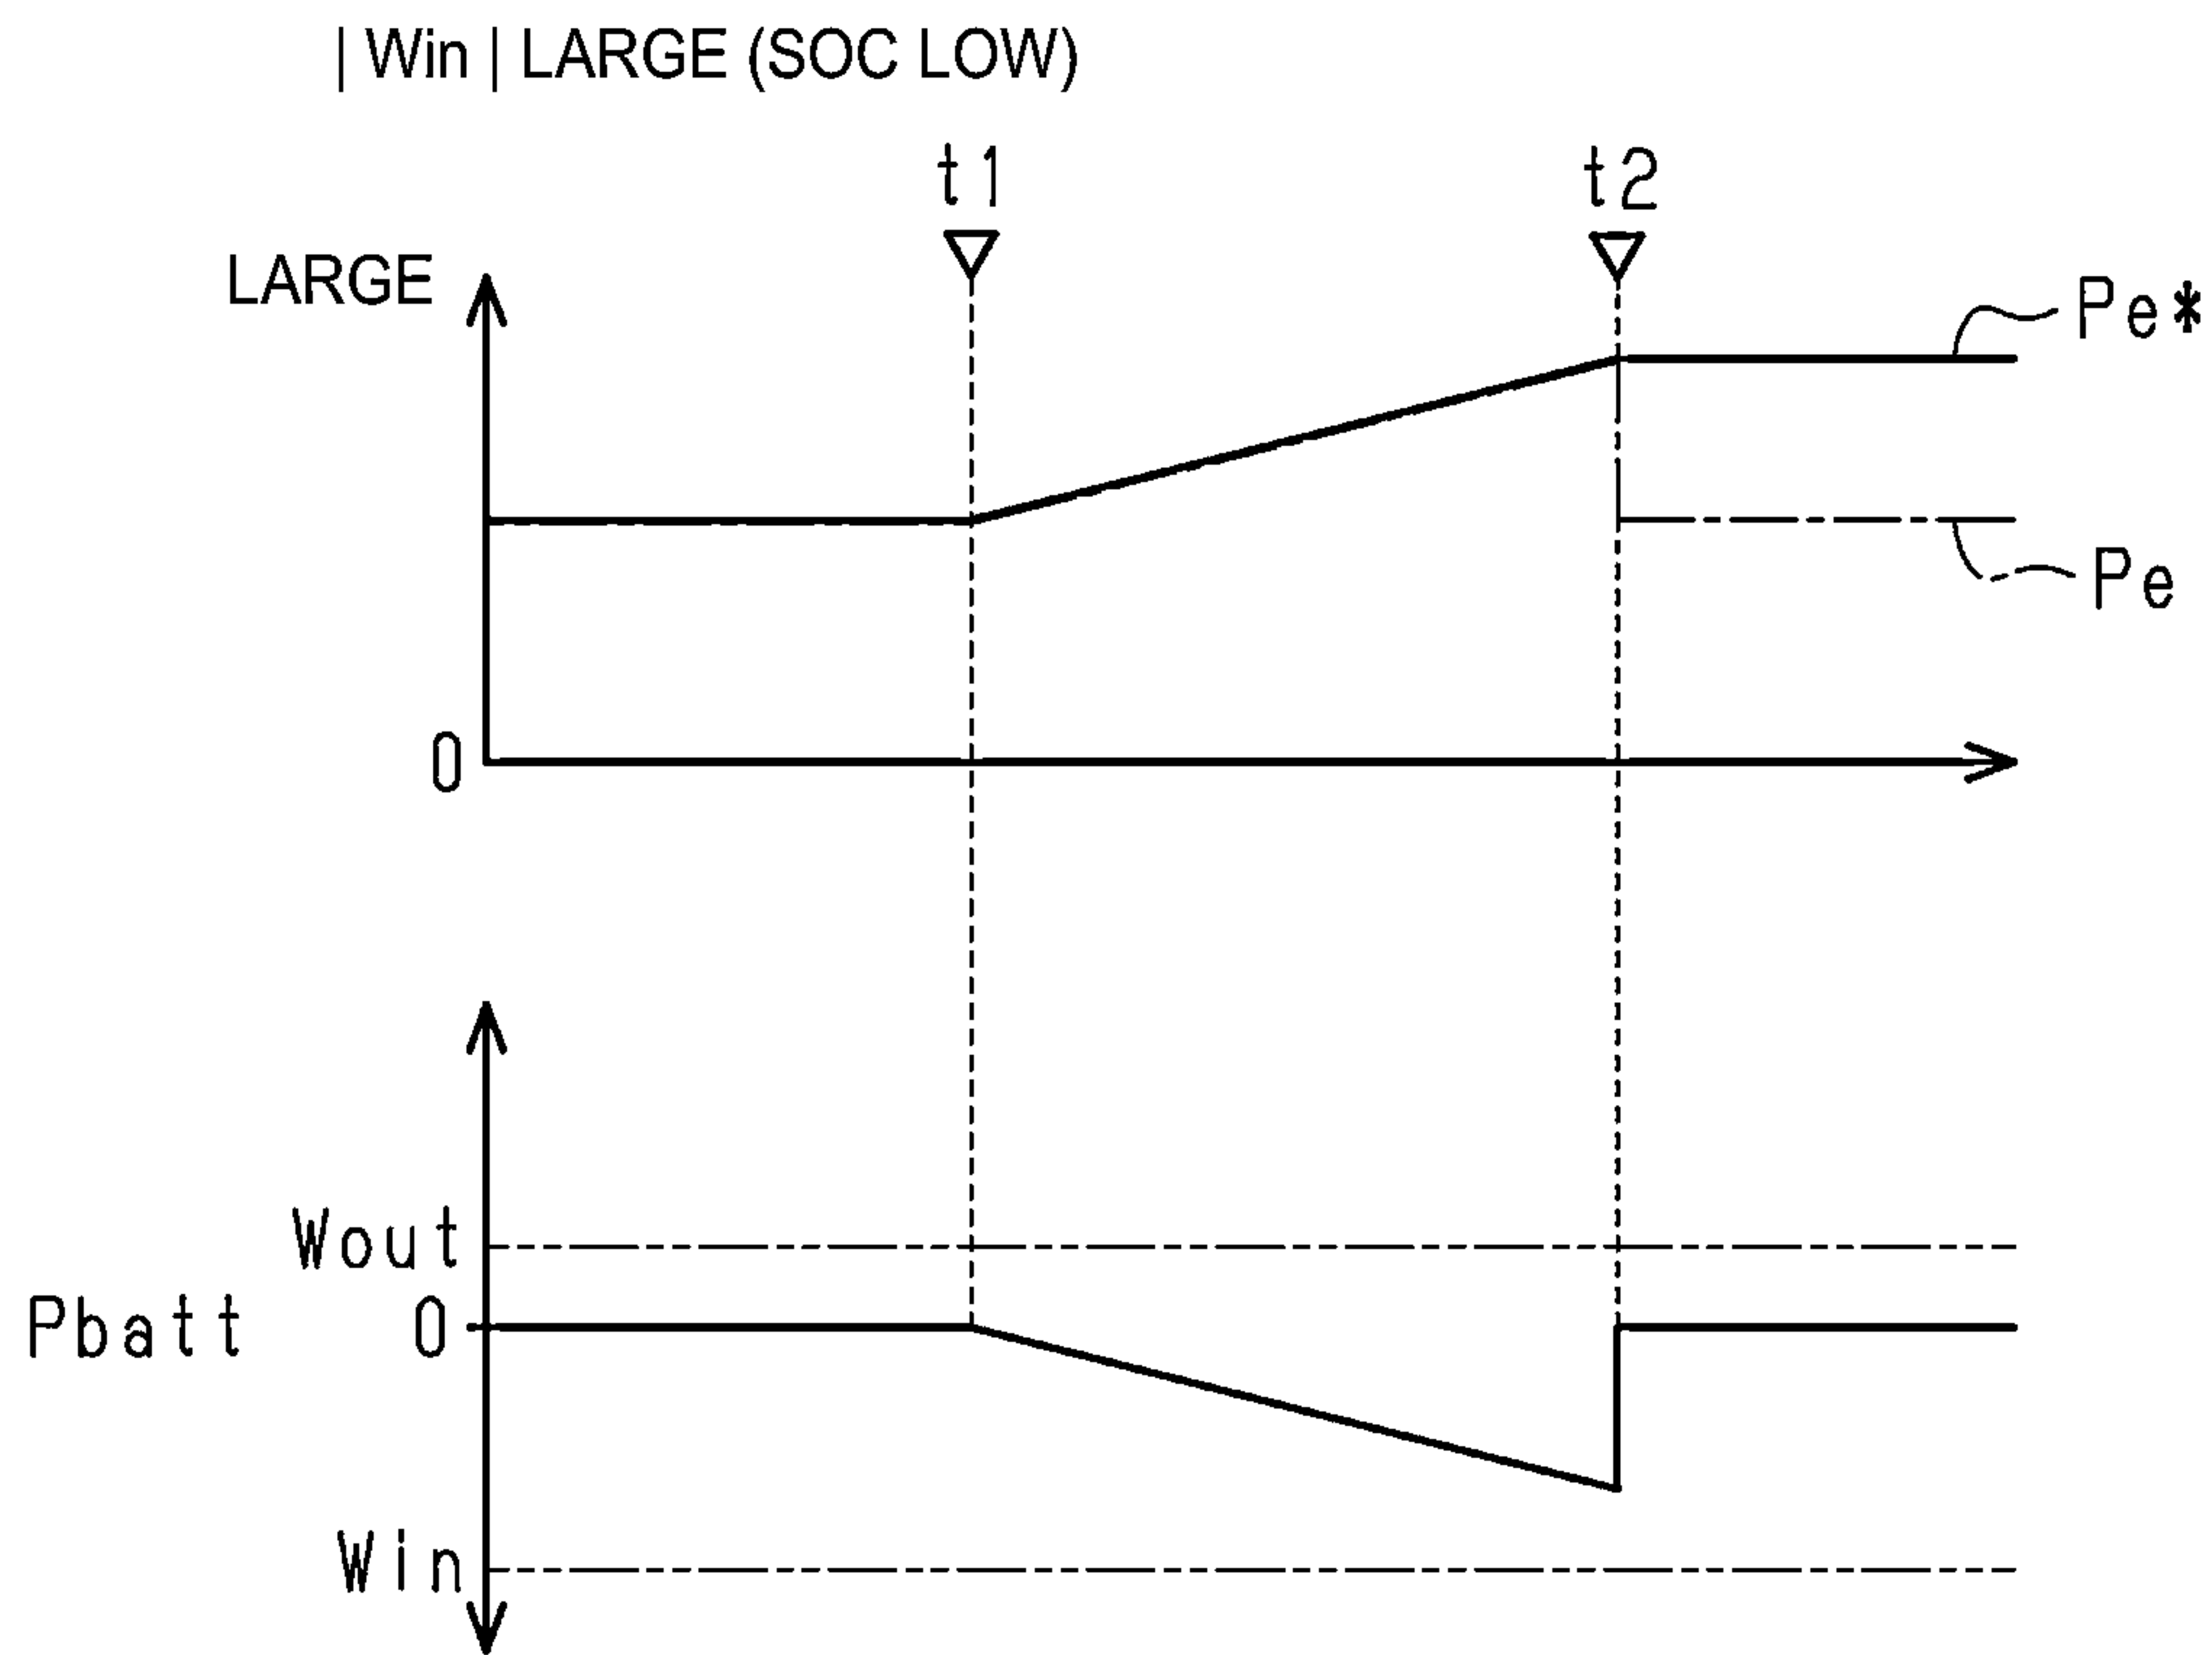 | Win | LARGE (SOC LOW)
t1 t2
LARGE
Pe*
Pe
0
Wout
Pbatt 0
Win